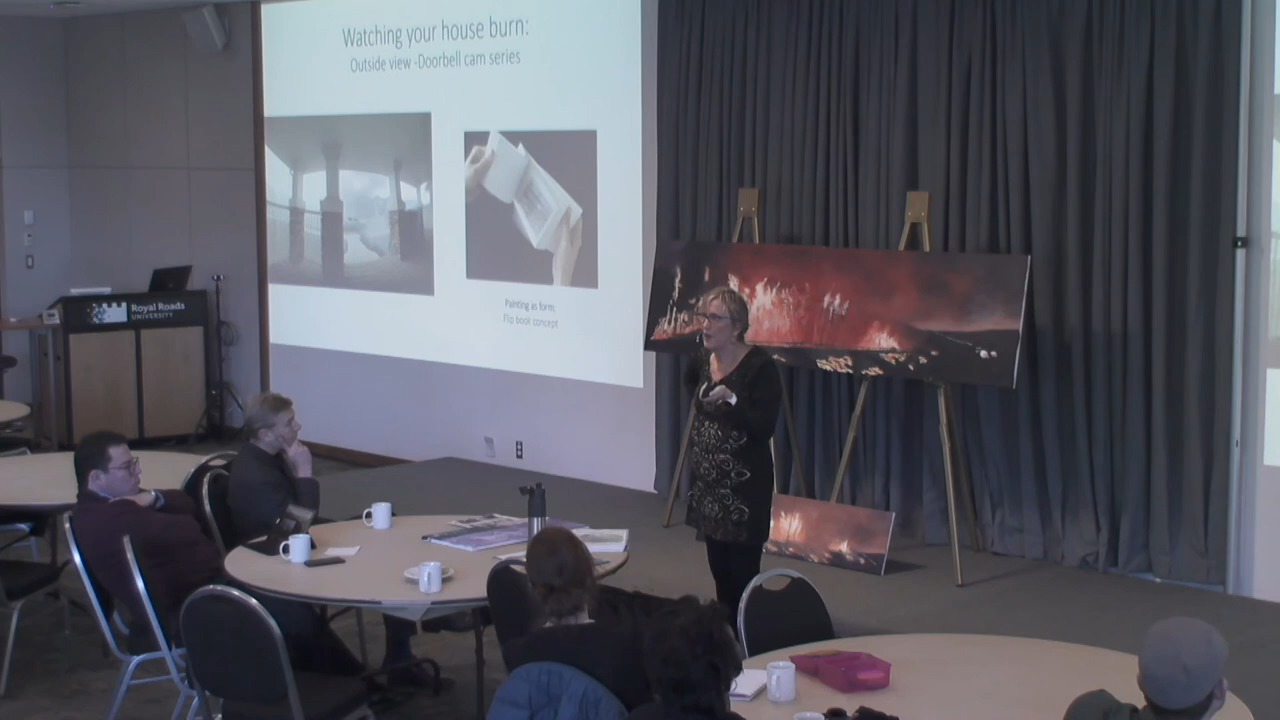 Watching your house burn:
Outside view -Doorbell cam series
Painting as form:
Flip book concept
Royal Roads
UNIVERSITY